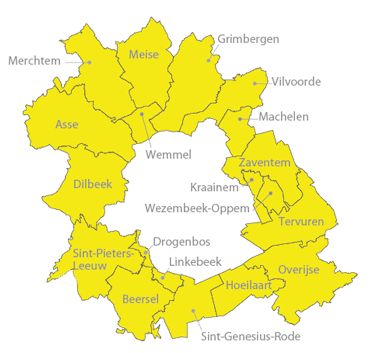 Grimbergen
Meise
Merchtem
Vilvoorde
Machelen
Asse
Wemmel
Zaventem
Dilbeek
Kraainem
Wezembeek-Oppem
Tervuren
Drogenbos
Sint-Pieters-
Leeuw
Linkebeek
Overijse
Hoeilaart
Beersel
Sint-Genesius-Rode